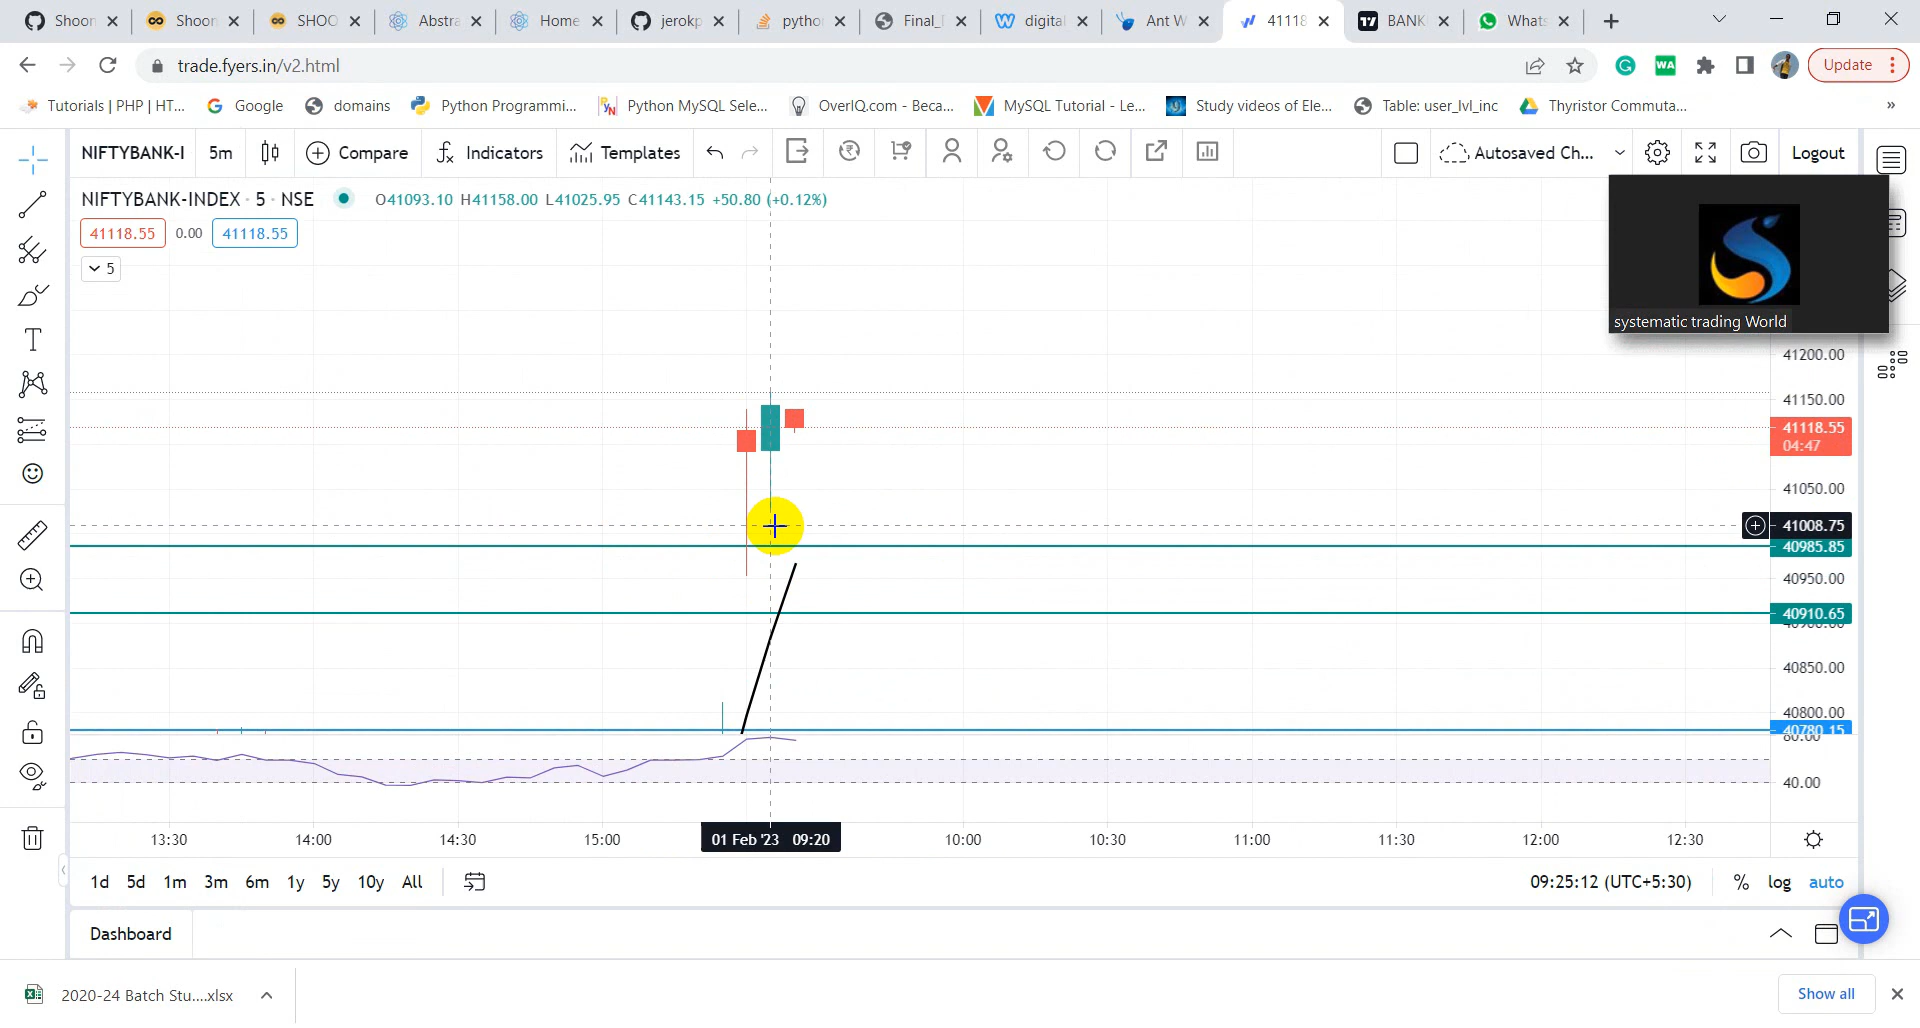 Shoon
Shoon
SHOO
Abstra
Home
jerokp
pythor
Final_
digital
Ant W
41118
BANK
Whats
trade.fyers.in/v2.html
Update
Tutorials | PHP | HT...
Google
domains
Python Programmi...
Python MySQL Sele...
OverIQ.com - Beca...
MySQL Tutorial - Le...
Study videos of Ele...
Table: user_lvl_inc
Thyristor Commuta...
»
NIFTYBANK-I
5m
Compare
Indicators
Templates
Autosaved Ch...
Logout
NIFTYBANK-INDEX · 5 · NSE
O41093.10 H41158.00 L41025.95 C41143.15 +50.80 (+0.12%)
41118.55
0.00
41118.55
5
systematic trading World
41200.00
41150.00
41118.55
04:47
41050.00
41008.75
40985.85
40950.00
40910.65
40850.00
40800.00
40780.15
40.00
13:30
14:00
14:30
15:00
01 Feb '23 09:20
10:00
10:30
11:00
11:30
12:00
12:30
1d
5d
1m
3m
6m
1y
5y
10y
All
09:25:12 (UTC+5:30)
%
log
auto
Dashboard
2020-24 Batch Stu....xlsx
Show all